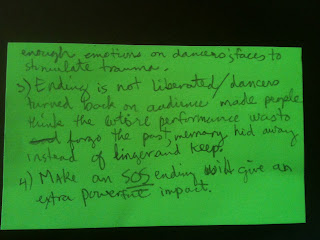 enough emotions on dancers' faces to
stimulate trauma.
3) Ending is not liberated/dancers
turned back on audience made people
think the entire performance was to
forgo the past, memory hid away
instead of linger and keep.
4) Make an SOS ending will give an
extra powerful impact.